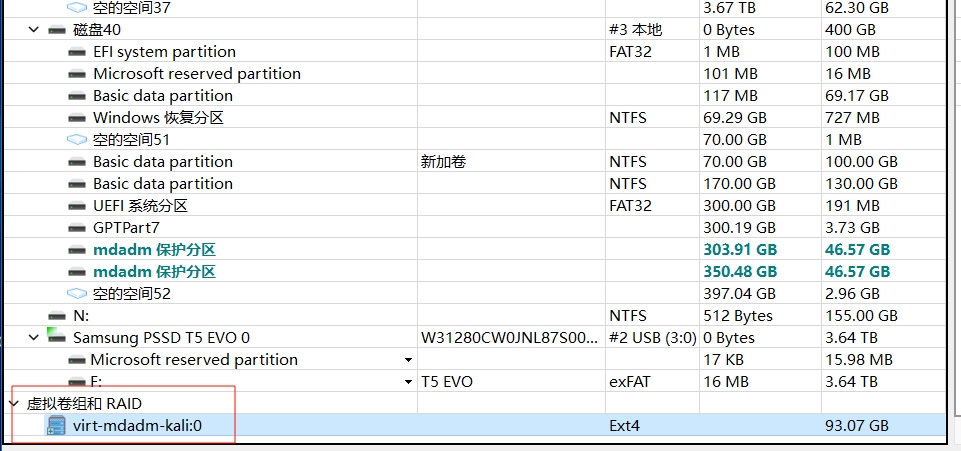 空的空间37 3.67 TB 62.30 GB
磁盘40 #3 本地 0 Bytes 400 GB
EFI system partition FAT32 1 MB 100 MB
Microsoft reserved partition 101 MB 16 MB
Basic data partition 117 MB 69.17 GB
Windows 恢复分区 NTFS 69.29 GB 727 MB
空的空间51 70.00 GB 1 MB
Basic data partition 新加卷 NTFS 70.00 GB 100.00 GB
Basic data partition NTFS 170.00 GB 130.00 GB
UEFI 系统分区 FAT32 300.00 GB 191 MB
GPTPart7 300.19 GB 3.73 GB
mdadm 保护分区 303.91 GB 46.57 GB
mdadm 保护分区 350.48 GB 46.57 GB
空的空间52 397.04 GB 2.96 GB
N: NTFS 512 Bytes 155.00 GB
Samsung PSSD T5 EVO 0 W31280CW0JNL87S00... #2 USB (3:0) 0 Bytes 3.64 TB
Microsoft reserved partition 17 KB 15.98 MB
F: T5 EVO exFAT 16 MB 3.64 TB
虚拟卷组和 RAID
virt-mdadm-kali:0 Ext4 93.07 GB